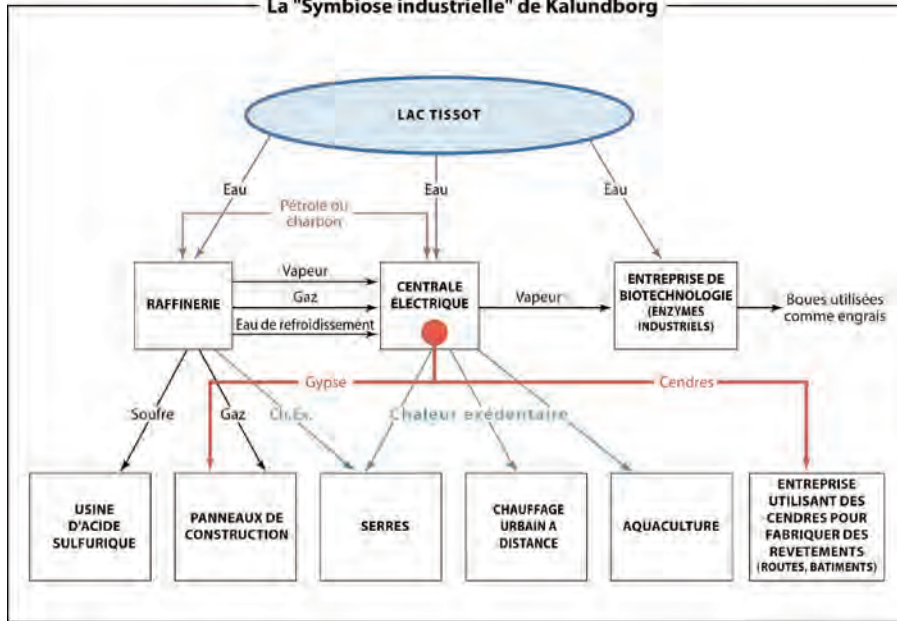 La "Symbiose industrielle" de Kalundborg
LAC TISSOT
Eau
Eau
Eau
Pétrole ou
charbon
RAFFINERIE
Vapeur
Gaz
Eau de refroidissement
CENTRALE
ÉLECTRIQUE
Vapeur
ENTREPRISE DE
BIOTECHNOLOGIE
(ENZYMES
INDUSTRIELS)
Boues utilisées
comme engrais
Gypse
Cendres
Soufre
Gaz
Ch.Ex.
Chaleur exédentaire
USINE
D'ACIDE
SULFURIQUE
PANNEAUX DE
CONSTRUCTION
SERRES
CHAUFFAGE
URBAIN A
DISTANCE
AQUACULTURE
ENTREPRISE
UTILISANT DES
CENDRES POUR
FABRIQUER DES
REVETEMENTS
(ROUTES, BATIMENTS)